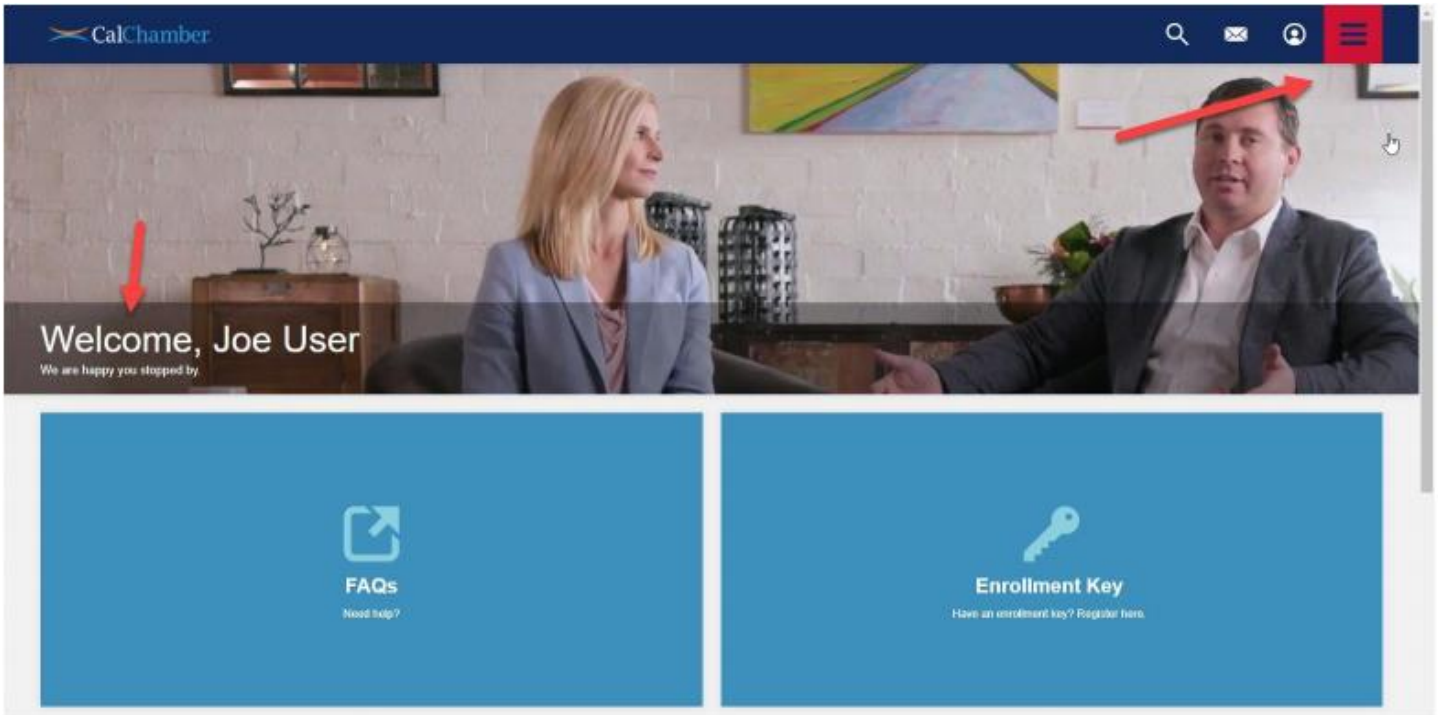 CalChamber
Welcome, Joe User
We are happy you stopped by.
FAQs
Need help?
Enrollment Key
Have an enrollment key? Register here.